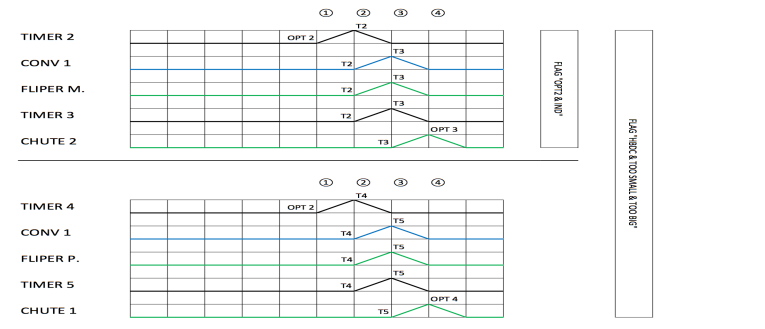 ① ② ③ ④
T2
TIMER 2 OPT 2
T3
CONV 1 T2
T3
FLIPER M. T2
T3
TIMER 3 T2
OPT 3
CHUTE 2 T3
FLAG "OPT2 & IND"
FLAG "HBDC & TOO SMALL & TOO BIG"
① ② ③ ④
T4
TIMER 4 OPT 2
T5
CONV 1 T4
T5
FLIPER P. T4
T5
TIMER 5 T4
OPT 4
CHUTE 1 T5